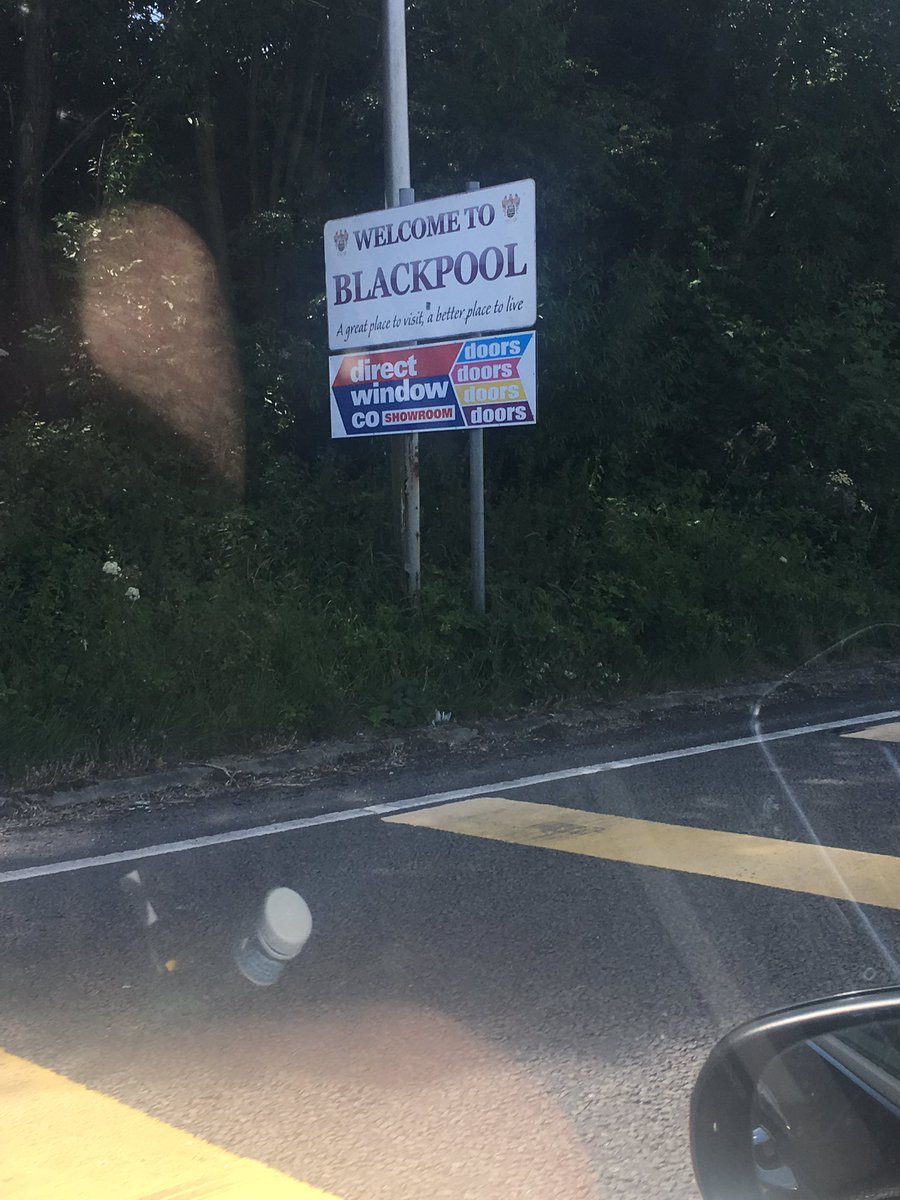 WELCOME TO
BLACKPOOL
A great place to visit, a better place to live
direct
window
co SHOWROOM
doors
doors
doors
doors